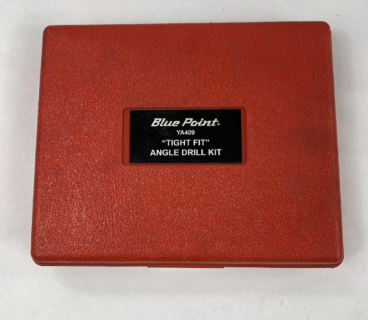 Blue Point®
YA409
"TIGHT FIT"
ANGLE DRILL KIT